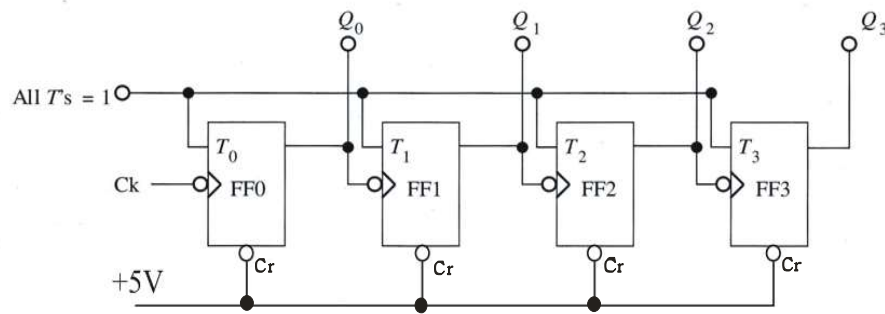 Q0 Q1 Q2 Q3
All T's = 1
T0 T1 T2 T3
Ck FF0 FF1 FF2 FF3
Cr Cr Cr Cr
+5V